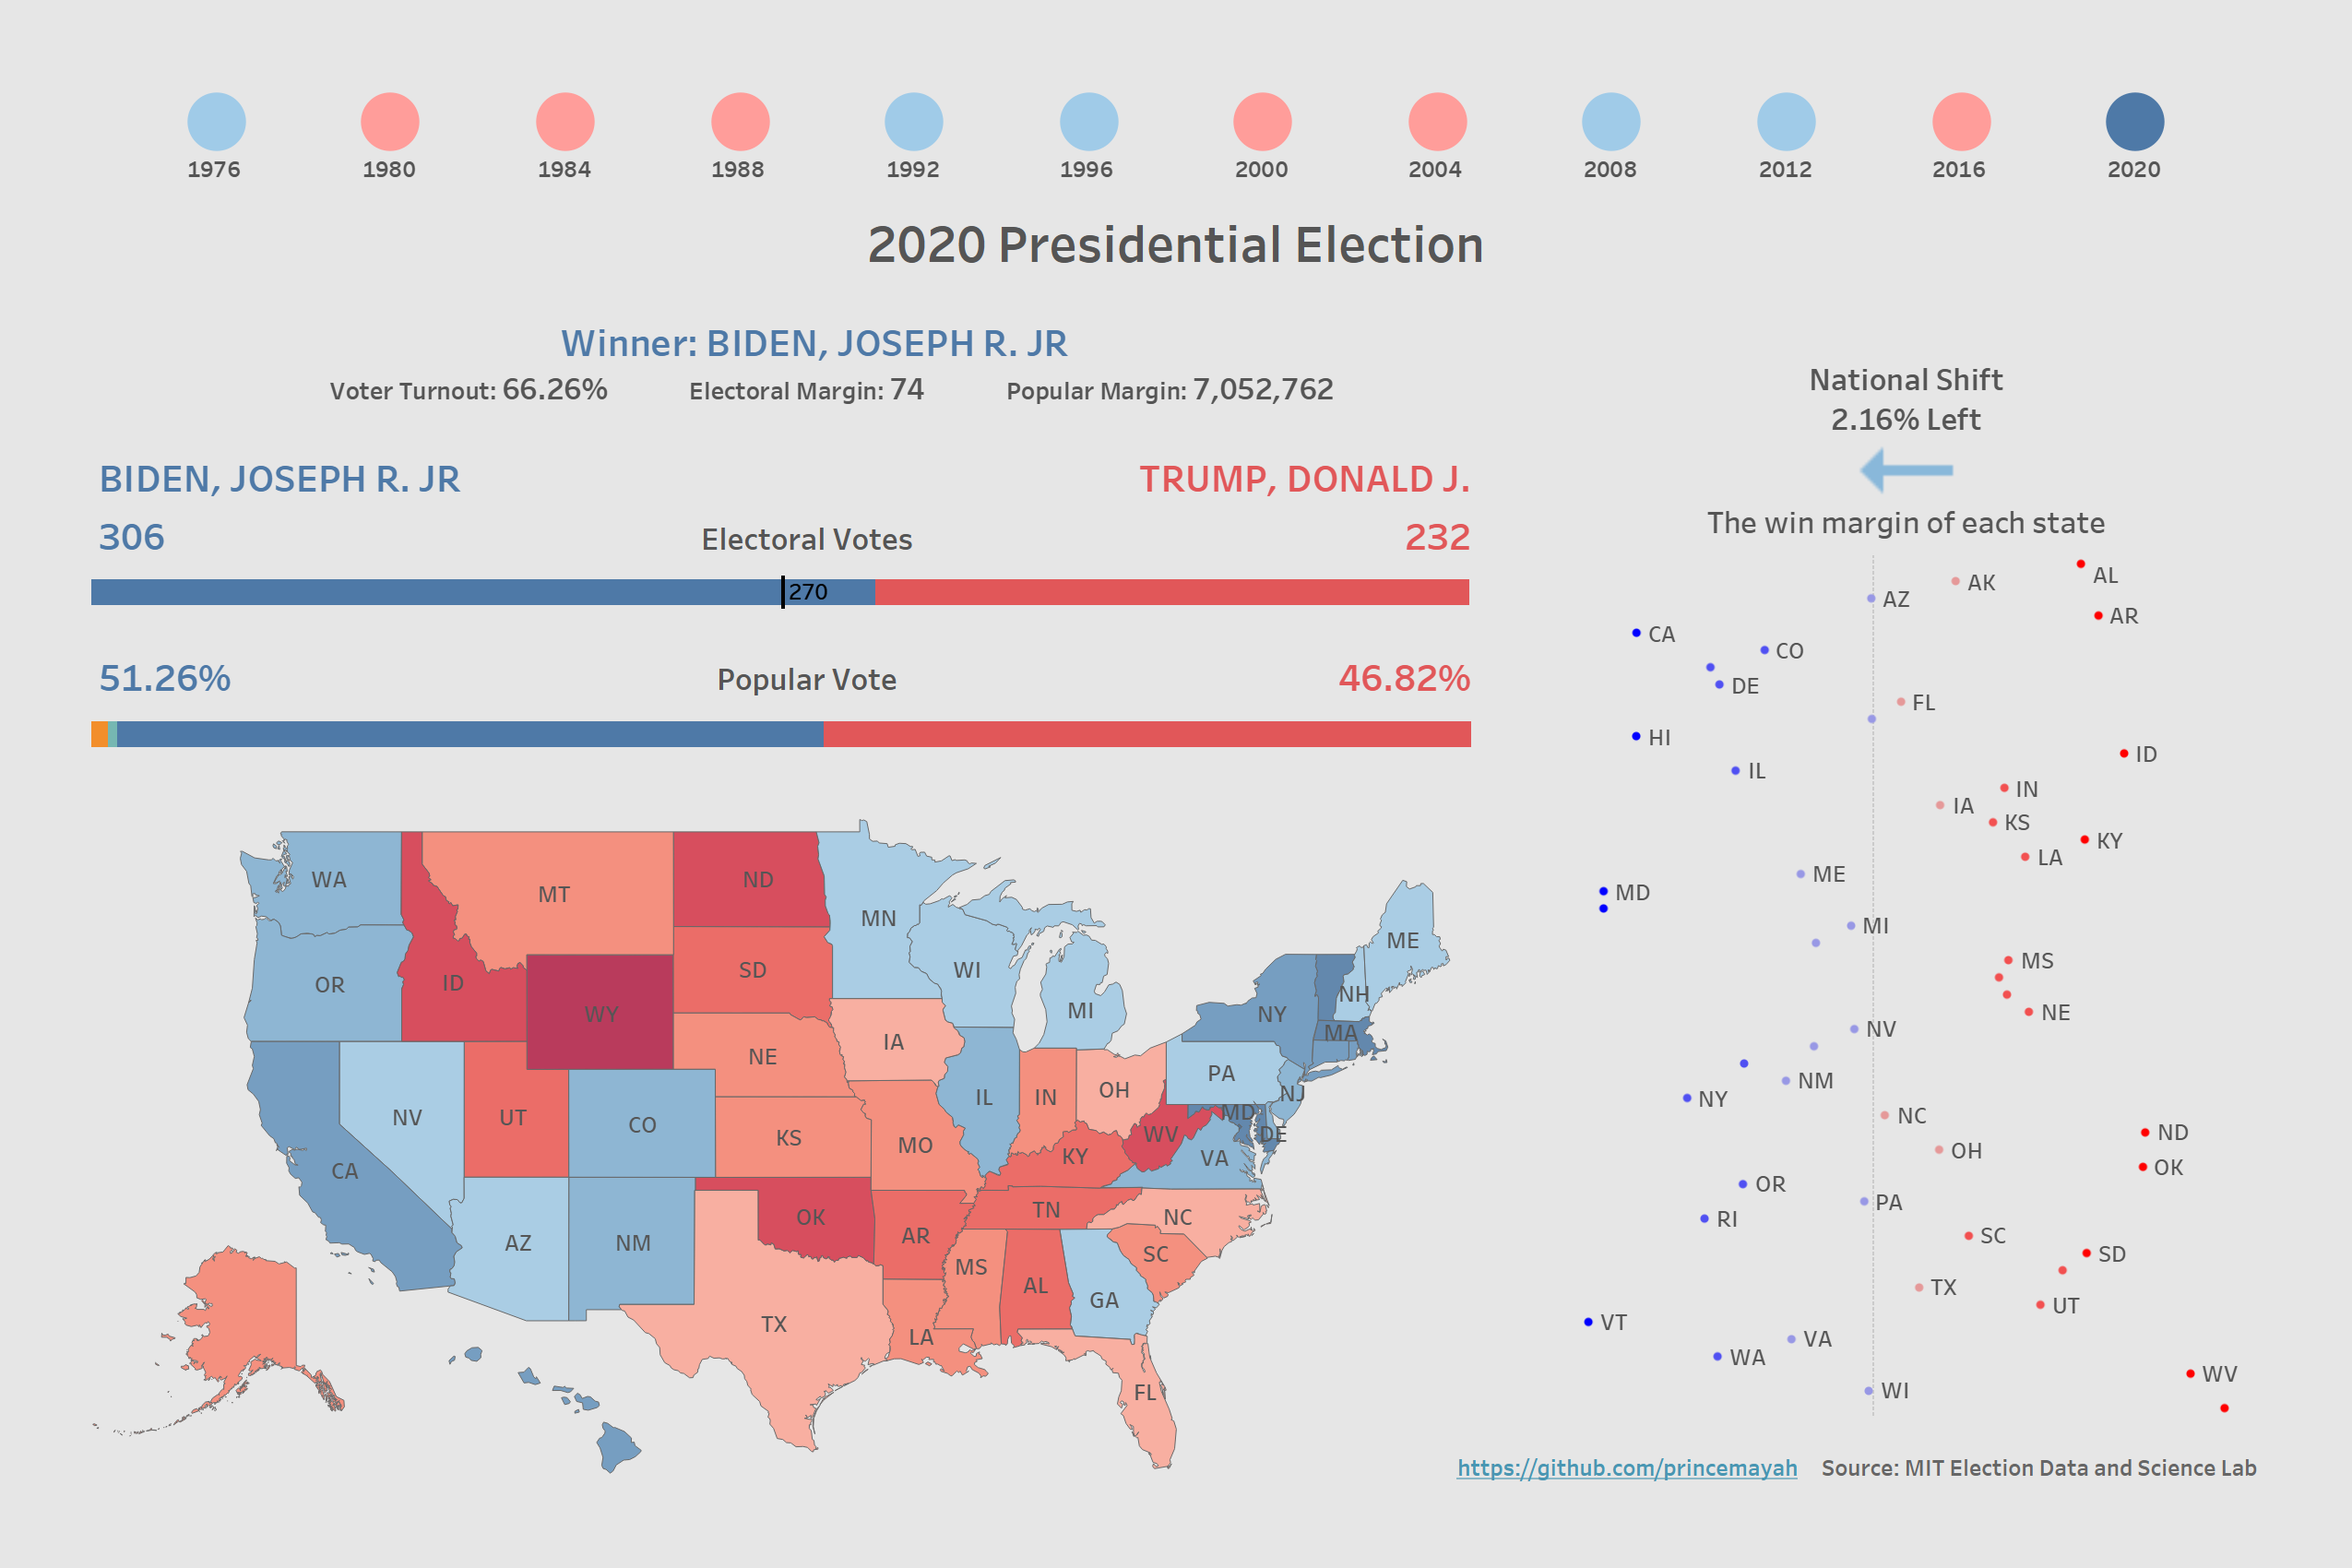 1976 1980 1984 1988 1992 1996 2000 2004 2008 2012 2016 2020
2020 Presidential Election
Winner: BIDEN, JOSEPH R. JR
Voter Turnout: 66.26% Electoral Margin: 74 Popular Margin: 7,052,762
BIDEN, JOSEPH R. JR TRUMP, DONALD J.
306 Electoral Votes 232
270
51.26% Popular Vote 46.82%
WA
MT
ND
MN
ME
OR
ID
SD
WI
WY
NH
NY
MI
MA
IA
NE
PA
OH
NJ
IL
IN
NV
UT
CO
MD
KS
MO
WV
DE
CA
KY
VA
TN
OK
NC
AR
AZ
NM
SC
MS
AL
GA
TX
LA
FL
National Shift
2.16% Left
The win margin of each state
AL
AK
AZ
AR
CA
CO
DE
FL
HI
ID
IL
IN
IA
KS
KY
LA
ME
MD
MI
MS
NE
NV
NM
NY
NC
ND
OH
OK
OR
PA
RI
SC
SD
TX
UT
VT
VA
WA
WV
WI
https://github.com/princemayah Source: MIT Election Data and Science Lab